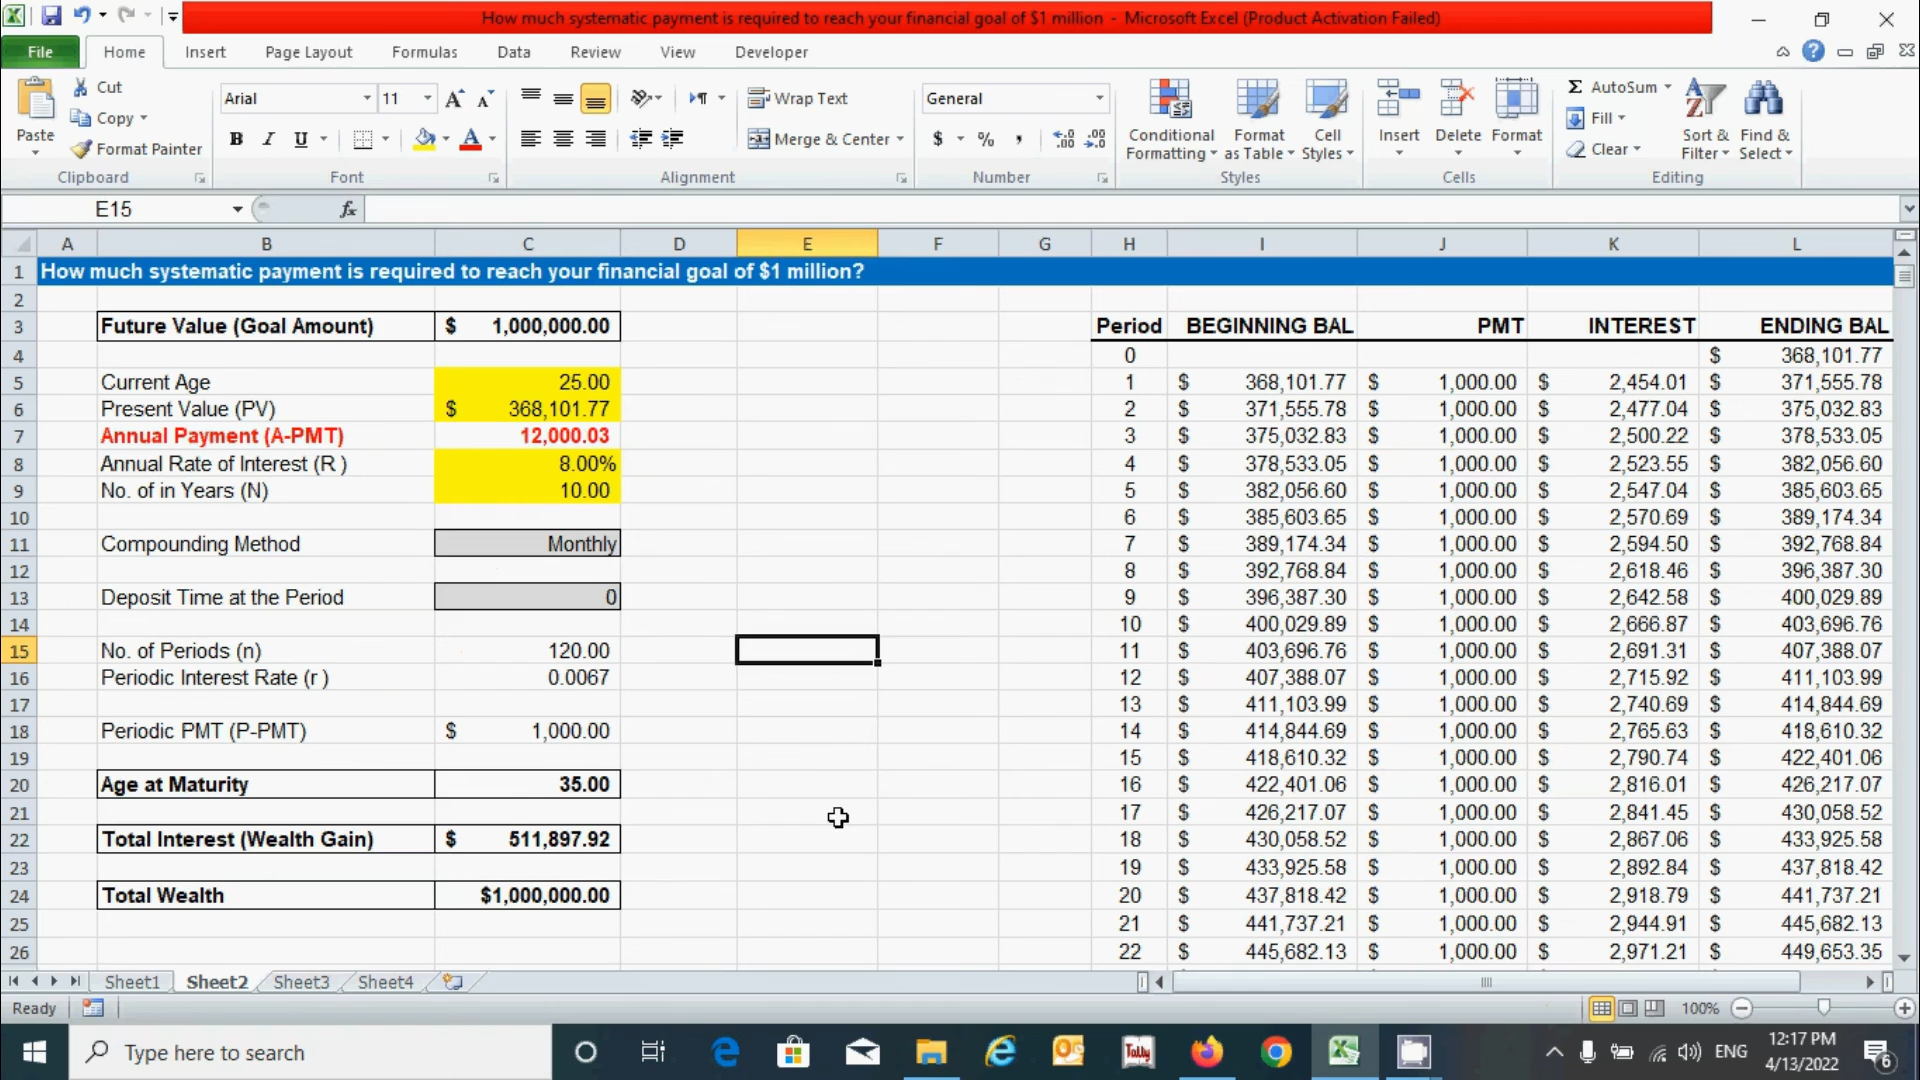 How much systematic payment is required to reach your financial goal of $1 million - Microsoft Excel (Product Activation Failed)
File Home Insert Page Layout Formulas Data Review View Developer
Paste Cut Copy Format Painter Clipboard
Arial 11 B I U Font
Wrap Text Merge & Center Alignment
General $ % , .0 .00 .00 .0 Number
Conditional Formatting Format as Table Cell Styles Styles
Insert Delete Format Cells
Σ AutoSum Fill Clear Sort & Filter Find & Select Editing
E15 fx
A B C D E F G H I J K L
1 How much systematic payment is required to reach your financial goal of $1 million?
2
3 Future Value (Goal Amount) $ 1,000,000.00 Period BEGINNING BAL PMT INTEREST ENDING BAL
4 0 $ 368,101.77
5 Current Age 25.00 1 $ 368,101.77 $ 1,000.00 $ 2,454.01 $ 371,555.78
6 Present Value (PV) $ 368,101.77 2 $ 371,555.78 $ 1,000.00 $ 2,477.04 $ 375,032.83
7 Annual Payment (A-PMT) 12,000.03 3 $ 375,032.83 $ 1,000.00 $ 2,500.22 $ 378,533.05
8 Annual Rate of Interest (R ) 8.00% 4 $ 378,533.05 $ 1,000.00 $ 2,523.55 $ 382,056.60
9 No. of in Years (N) 10.00 5 $ 382,056.60 $ 1,000.00 $ 2,547.04 $ 385,603.65
10 6 $ 385,603.65 $ 1,000.00 $ 2,570.69 $ 389,174.34
11 Compounding Method Monthly 7 $ 389,174.34 $ 1,000.00 $ 2,594.50 $ 392,768.84
12 8 $ 392,768.84 $ 1,000.00 $ 2,618.46 $ 396,387.30
13 Deposit Time at the Period 0 9 $ 396,387.30 $ 1,000.00 $ 2,642.58 $ 400,029.89
14 10 $ 400,029.89 $ 1,000.00 $ 2,666.87 $ 403,696.76
15 No. of Periods (n) 120.00 11 $ 403,696.76 $ 1,000.00 $ 2,691.31 $ 407,388.07
16 Periodic Interest Rate (r ) 0.0067 12 $ 407,388.07 $ 1,000.00 $ 2,715.92 $ 411,103.99
17 13 $ 411,103.99 $ 1,000.00 $ 2,740.69 $ 414,844.69
18 Periodic PMT (P-PMT) $ 1,000.00 14 $ 414,844.69 $ 1,000.00 $ 2,765.63 $ 418,610.32
19 15 $ 418,610.32 $ 1,000.00 $ 2,790.74 $ 422,401.06
20 Age at Maturity 35.00 16 $ 422,401.06 $ 1,000.00 $ 2,816.01 $ 426,217.07
21 17 $ 426,217.07 $ 1,000.00 $ 2,841.45 $ 430,058.52
22 Total Interest (Wealth Gain) $ 511,897.92 18 $ 430,058.52 $ 1,000.00 $ 2,867.06 $ 433,925.58
23 19 $ 433,925.58 $ 1,000.00 $ 2,892.84 $ 437,818.42
24 Total Wealth $1,000,000.00 20 $ 437,818.42 $ 1,000.00 $ 2,918.79 $ 441,737.21
25 21 $ 441,737.21 $ 1,000.00 $ 2,944.91 $ 445,682.13
26 22 $ 445,682.13 $ 1,000.00 $ 2,971.21 $ 449,653.35
Sheet1 Sheet2 Sheet3 Sheet4
Ready 100%
Type here to search Tally ENG 12:17 PM
4/13/2022 6